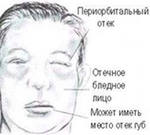 Периорбитальный
отек
Отечное
бледное
лицо
Может иметь
место отек губ